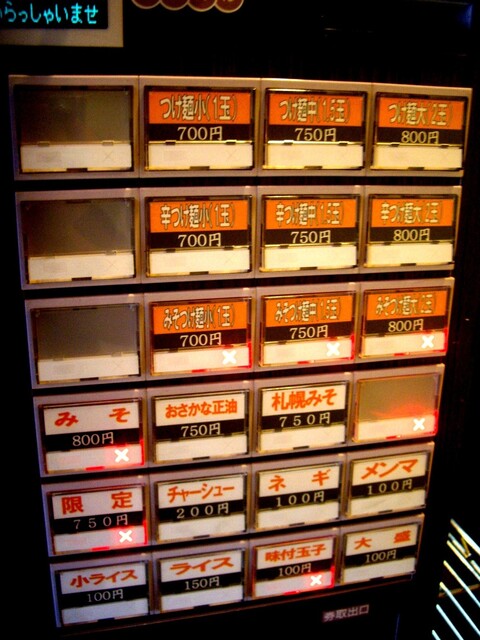 らっしゃいませ
つけ麺小(1玉) つけ麺中(1,5玉) つけ麺大(2玉)
700円 750円 800円
辛つけ麺小(1玉) 辛つけ麺中(1,5玉) 辛つけ麺大(2玉)
700円 750円 800円
みそつけ麺小(1玉) みそつけ麺中(1,5玉) みそつけ麺大(2玉)
700円 750円 800円
みそ おさかな正油 札幌みそ
800円 750円 750円
限定 チャーシュー ネギ メンマ
750円 200円 100円 100円
小ライス ライス 味付玉子 大盛
100円 150円 100円 100円
券取出口